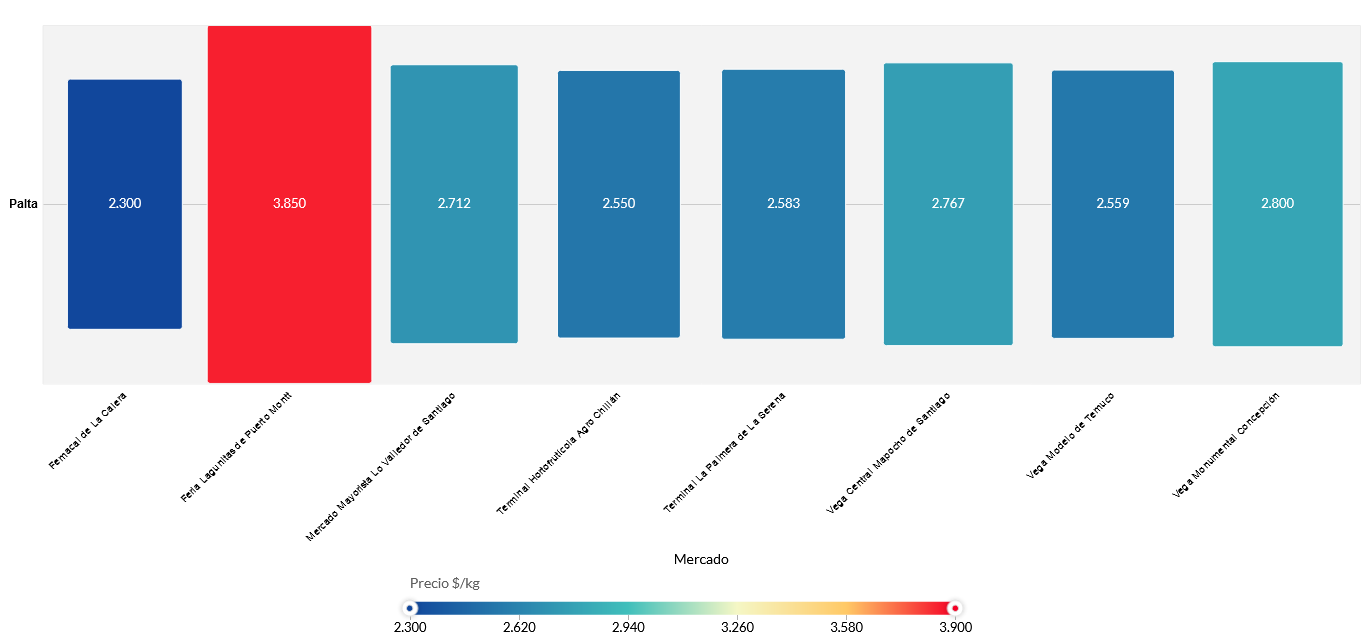 Palta
2.300
3.850
2.712
2.550
2.583
2.767
2.559
2.800
Femacal de La Calera
Feria Lagunitas de Puerto Montt
Mercado Mayorista Lo Valledor de Santiago
Terminal Hortofrutícola Agro Chillán
Terminal La Palmera de La Serena
Vega Central Mapocho de Santiago
Vega Modelo de Temuco
Vega Monumental Concepción
Mercado
Precio $/kg
2.300
2.620
2.940
3.260
3.580
3.900